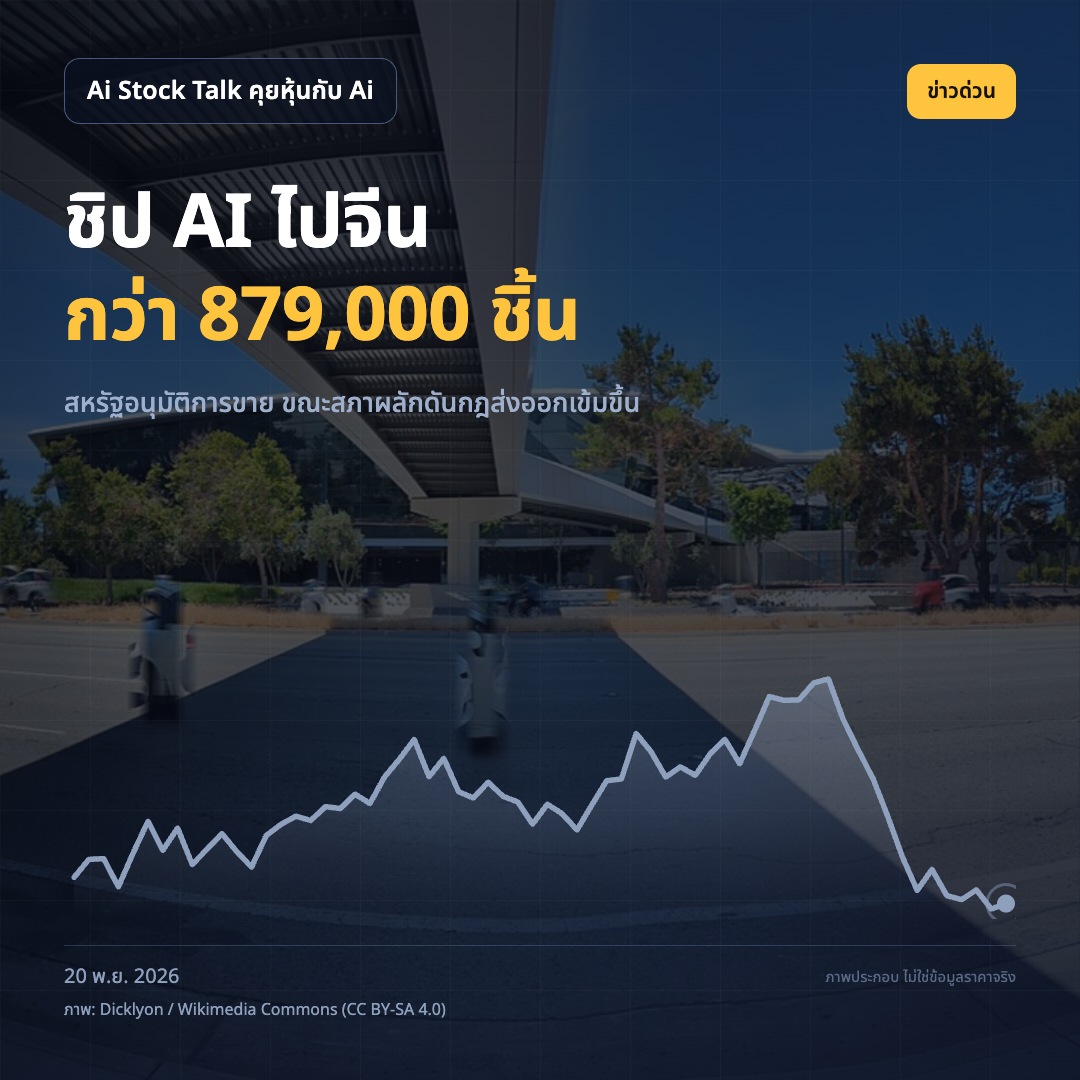 Ai Stock Talk คุยหุ้นกับ Ai
ข่าวด่วน
ชิป AI ไปจีน
กว่า 879,000 ชิ้น
สหรัฐอนุมัติการขาย ขณะสภาผลักดันกฎส่งออกเข้มขึ้น
20 พ.ย. 2026
ภาพประกอบ ไม่ใช่ข้อมูลราคาจริง
ภาพ: Dicklyon / Wikimedia Commons (CC BY-SA 4.0)